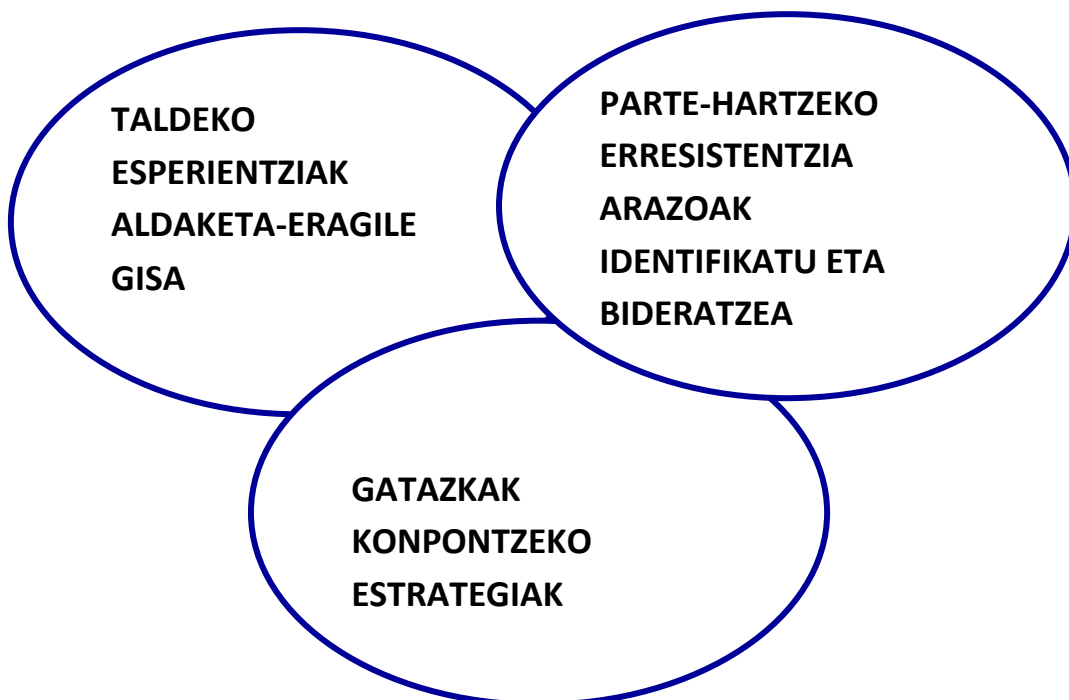 TALDEKO
ESPERIENTZIAK
ALDAKETA-ERAGILE
GISA
PARTE-HARTZEKO
ERRESISTENTZIA
ARAZOAK
IDENTIFIKATU ETA
BIDERATZEA
GATAZKAK
KONPONTZEKO
ESTRATEGIAK